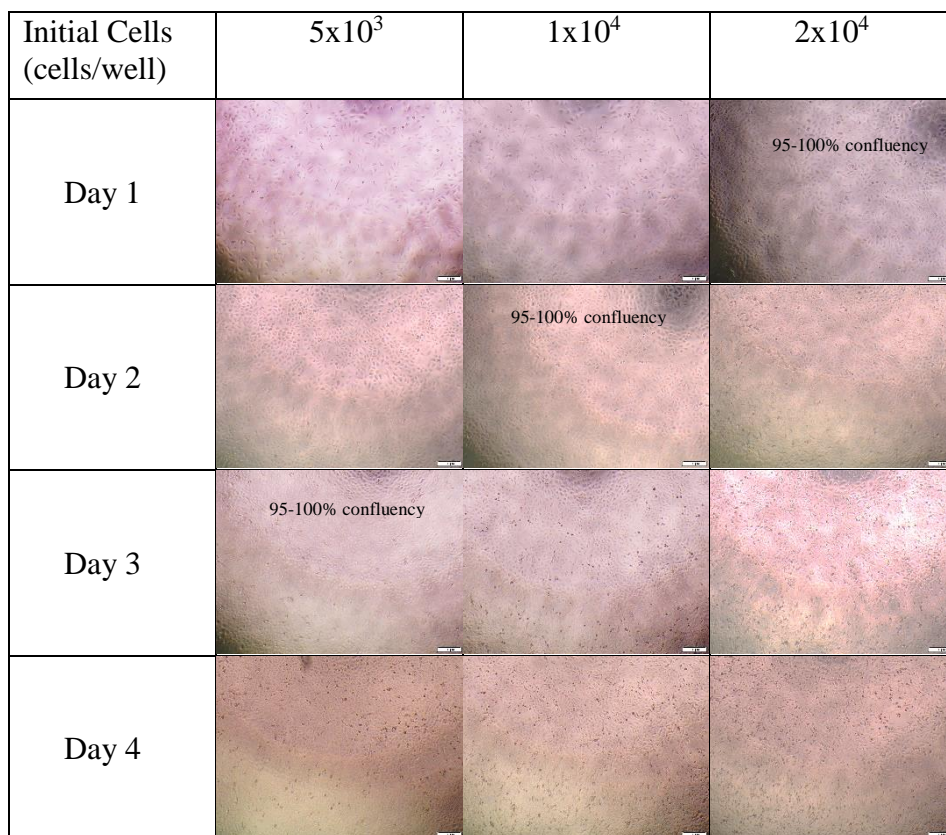 Initial Cells
(cells/well)
5x10³
1x10⁴
2x10⁴
Day 1
95-100% confluency
Day 2
95-100% confluency
Day 3
95-100% confluency
Day 4